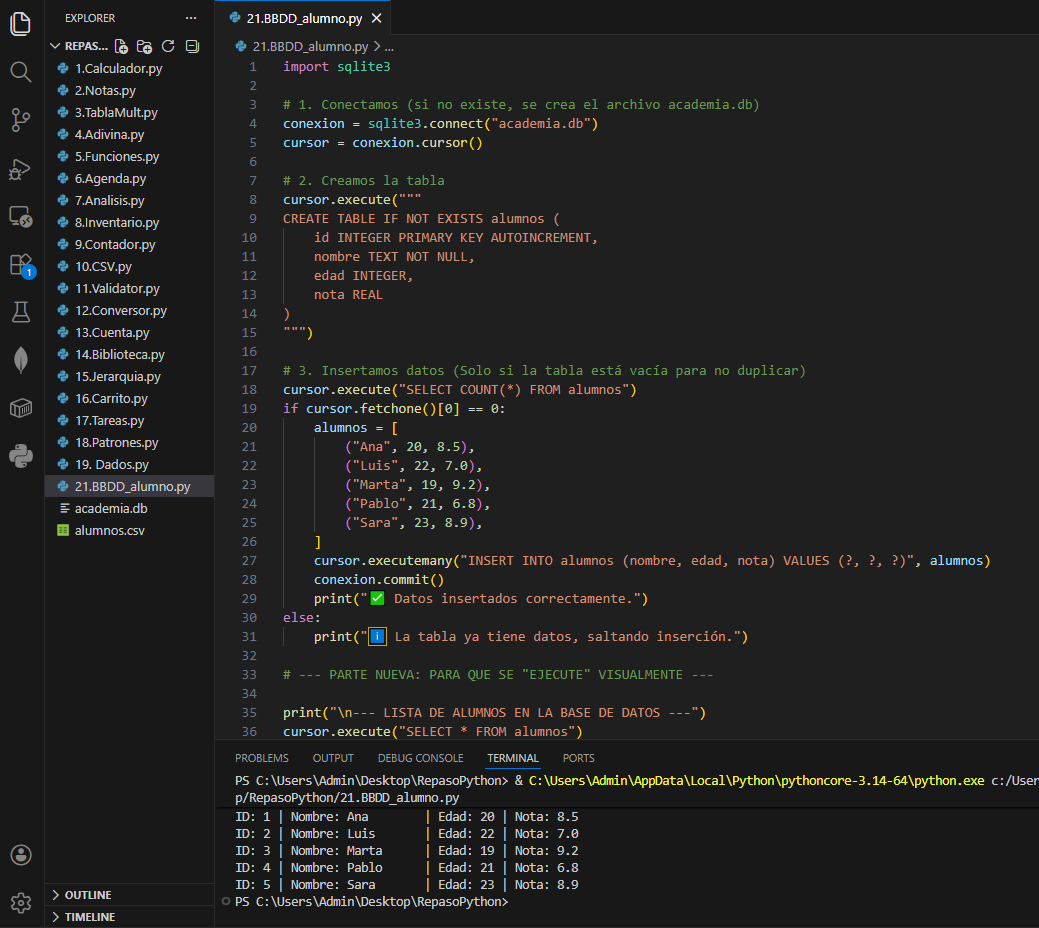 EXPLORER ...
REPAS...
1.Calculador.py
2.Notas.py
3.TablaMult.py
4.Adivina.py
5.Funciones.py
6.Agenda.py
7.Analisis.py
8.Inventario.py
9.Contador.py
10.CSV.py
11.Validator.py
12.Conversor.py
13.Cuenta.py
14.Biblioteca.py
15.Jerarquia.py
16.Carrito.py
17.Tareas.py
18.Patrones.py
19. Dados.py
21.BBDD_alumno.py
academia.db
alumnos.csv
OUTLINE
TIMELINE
1
21.BBDD_alumno.py
21.BBDD_alumno.py > ...
1 import sqlite3
2
3 # 1. Conectamos (si no existe, se crea el archivo academia.db)
4 conexion = sqlite3.connect("academia.db")
5 cursor = conexion.cursor()
6
7 # 2. Creamos la tabla
8 cursor.execute("""
9 CREATE TABLE IF NOT EXISTS alumnos (
10 id INTEGER PRIMARY KEY AUTOINCREMENT,
11 nombre TEXT NOT NULL,
12 edad INTEGER,
13 nota REAL
14 )
15 """)
16
17 # 3. Insertamos datos (Solo si la tabla está vacía para no duplicar)
18 cursor.execute("SELECT COUNT(*) FROM alumnos")
19 if cursor.fetchone()[0] == 0:
20 alumnos = [
21 ("Ana", 20, 8.5),
22 ("Luis", 22, 7.0),
23 ("Marta", 19, 9.2),
24 ("Pablo", 21, 6.8),
25 ("Sara", 23, 8.9),
26 ]
27 cursor.executemany("INSERT INTO alumnos (nombre, edad, nota) VALUES (?, ?, ?)", alumnos)
28 conexion.commit()
29 print("✅ Datos insertados correctamente.")
30 else:
31 print("ℹ️ La tabla ya tiene datos, saltando inserción.")
32
33 # --- PARTE NUEVA: PARA QUE SE "EJECUTE" VISUALMENTE ---
34
35 print("\n--- LISTA DE ALUMNOS EN LA BASE DE DATOS ---")
36 cursor.execute("SELECT * FROM alumnos")
PROBLEMS OUTPUT DEBUG CONSOLE TERMINAL PORTS
PS C:\Users\Admin\Desktop\RepasoPython> & C:\Users\Admin\AppData\Local\Python\pythoncore-3.14-64\python.exe c:/User
p/RepasoPython/21.BBDD_alumno.py
ID: 1 | Nombre: Ana | Edad: 20 | Nota: 8.5
ID: 2 | Nombre: Luis | Edad: 22 | Nota: 7.0
ID: 3 | Nombre: Marta | Edad: 19 | Nota: 9.2
ID: 4 | Nombre: Pablo | Edad: 21 | Nota: 6.8
ID: 5 | Nombre: Sara | Edad: 23 | Nota: 8.9
PS C:\Users\Admin\Desktop\RepasoPython>